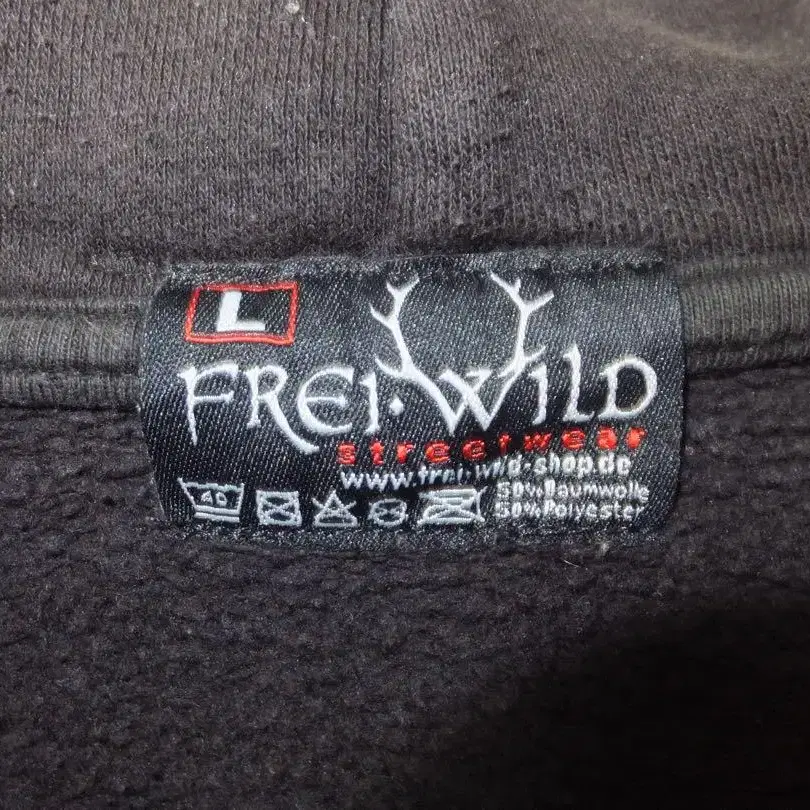 L
FREI.WILD
streetwear
www.frei-wild-shop.de
40
50% Baumwolle
50% Polyester